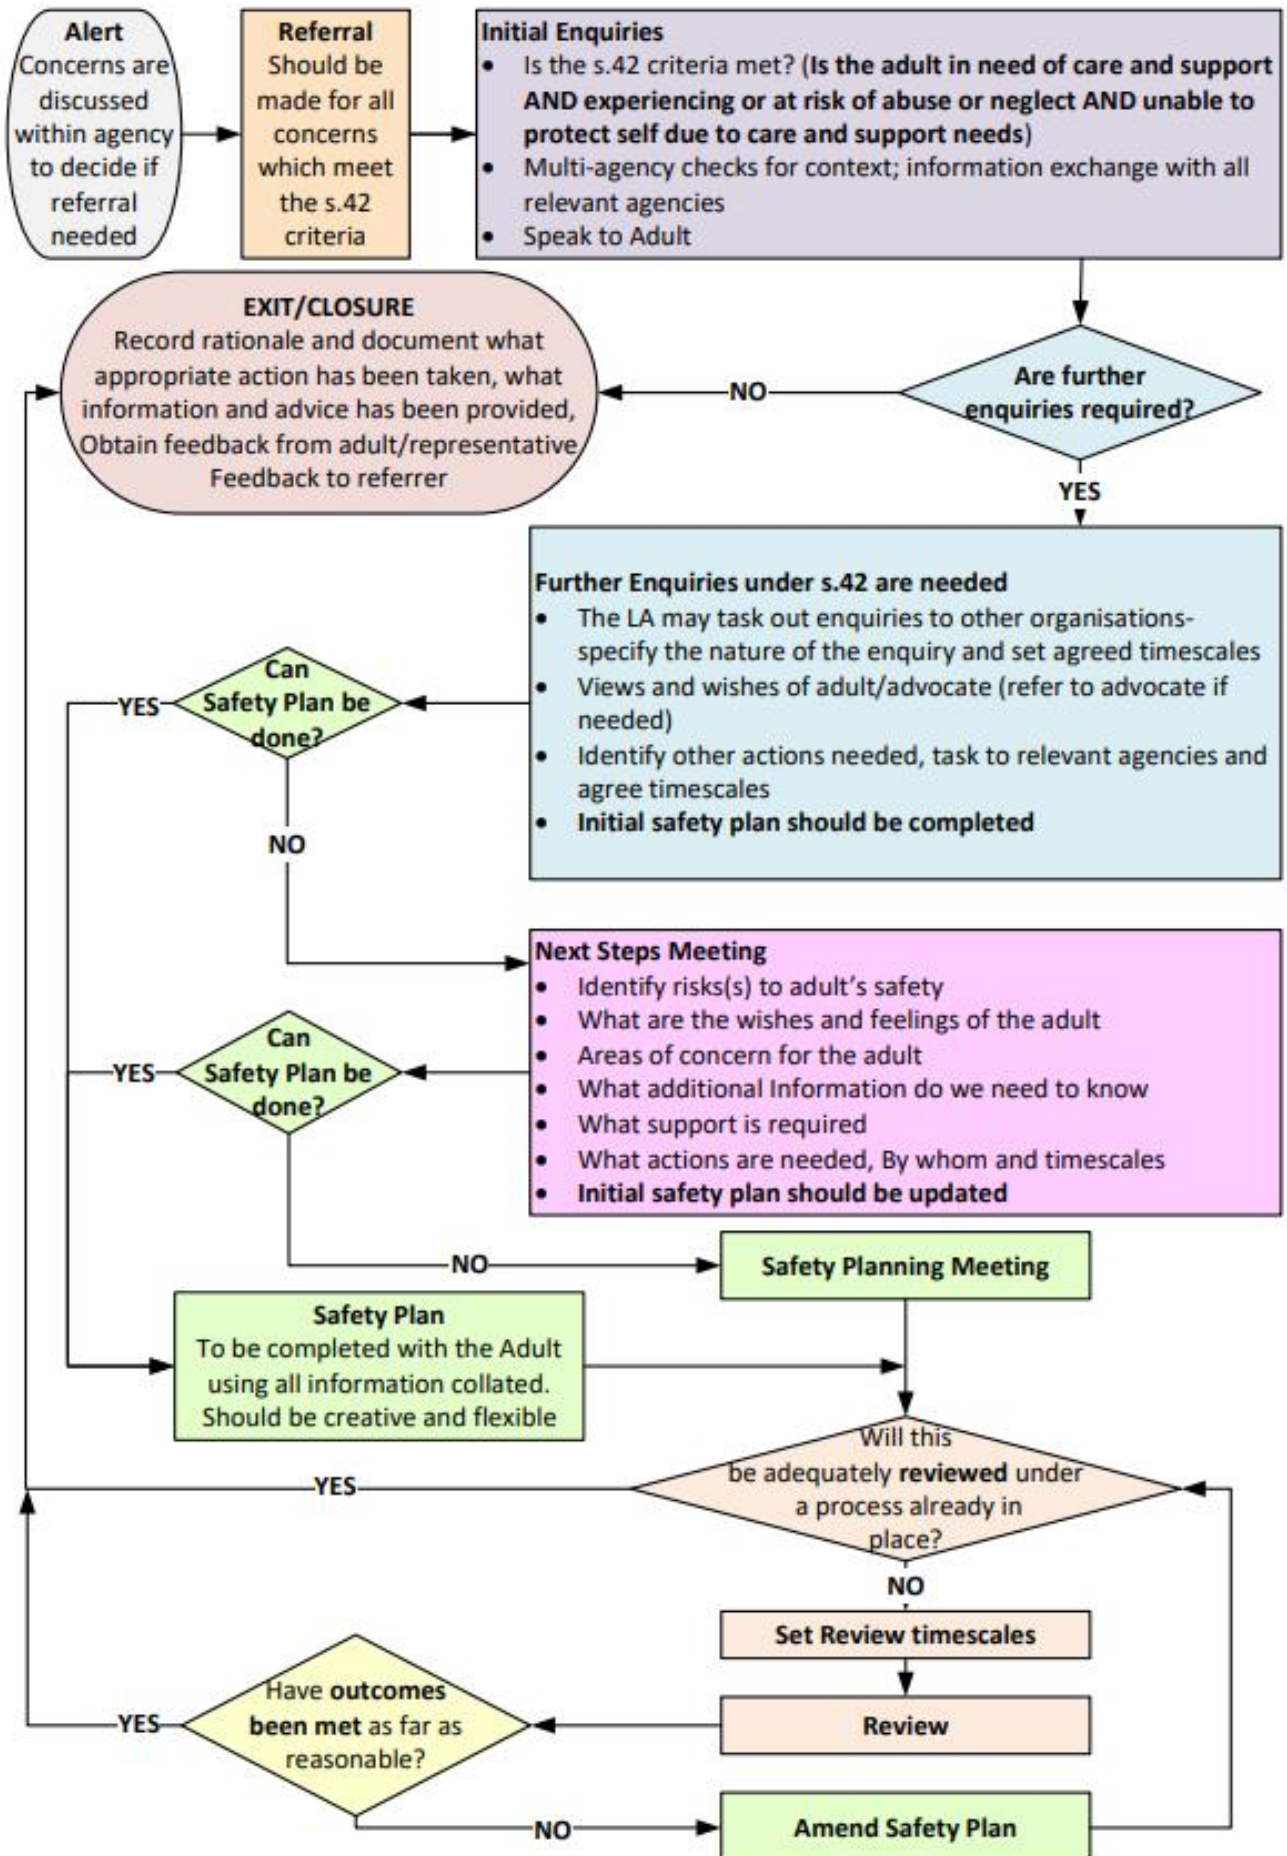 Alert
Concerns are
discussed
within agency
to decide if
referral
needed
Referral
Should be
made for all
concerns
which meet
the s.42
criteria
Initial Enquiries
• Is the s.42 criteria met? (Is the adult in need of care and support
AND experiencing or at risk of abuse or neglect AND unable to
protect self due to care and support needs)
• Multi-agency checks for context; information exchange with all
relevant agencies
• Speak to Adult
EXIT/CLOSURE
Record rationale and document what
appropriate action has been taken, what
information and advice has been provided,
Obtain feedback from adult/representative
Feedback to referrer
NO
Are further
enquiries required?
YES
Further Enquiries under s.42 are needed
• The LA may task out enquiries to other organisations-
specify the nature of the enquiry and set agreed timescales
• Views and wishes of adult/advocate (refer to advocate if
needed)
• Identify other actions needed, task to relevant agencies and
agree timescales
• Initial safety plan should be completed
Can
Safety Plan be
done?
YES
NO
Next Steps Meeting
• Identify risks(s) to adult's safety
• What are the wishes and feelings of the adult
• Areas of concern for the adult
• What additional Information do we need to know
• What support is required
• What actions are needed, By whom and timescales
• Initial safety plan should be updated
Can
Safety Plan be
done?
YES
NO
Safety Planning Meeting
Safety Plan
To be completed with the Adult
using all information collated.
Should be creative and flexible
Will this
be adequately reviewed under
a process already in
place?
YES
NO
Set Review timescales
Review
Have outcomes
been met as far as
reasonable?
YES
NO
Amend Safety Plan